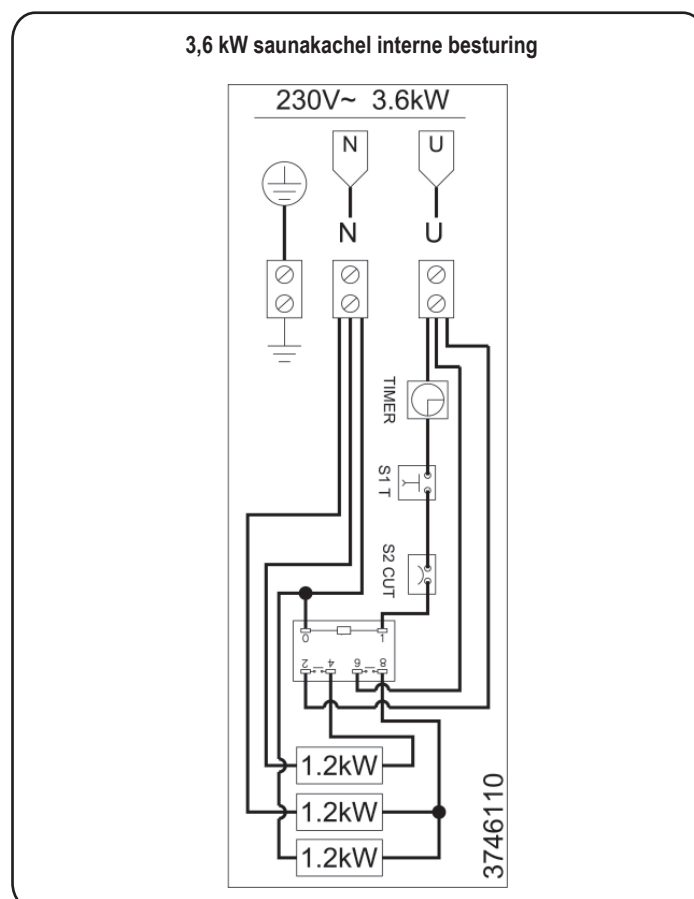 3,6 kW saunakachel interne besturing
230V~ 3.6kW
N U
N U
TIMER
S1 T
S2 CUT
0 1
2 4 6 8
1.2kW
1.2kW
1.2kW
3746110